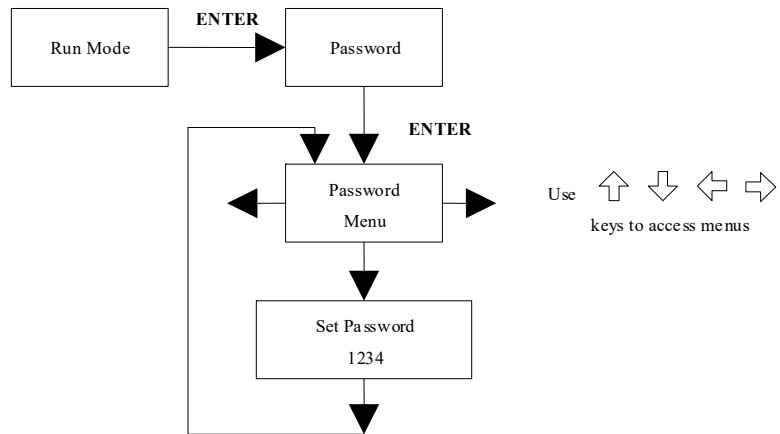 ENTER
Run Mode
Password
ENTER
Password
Menu
Use
keys to access menus
Set Password
1234